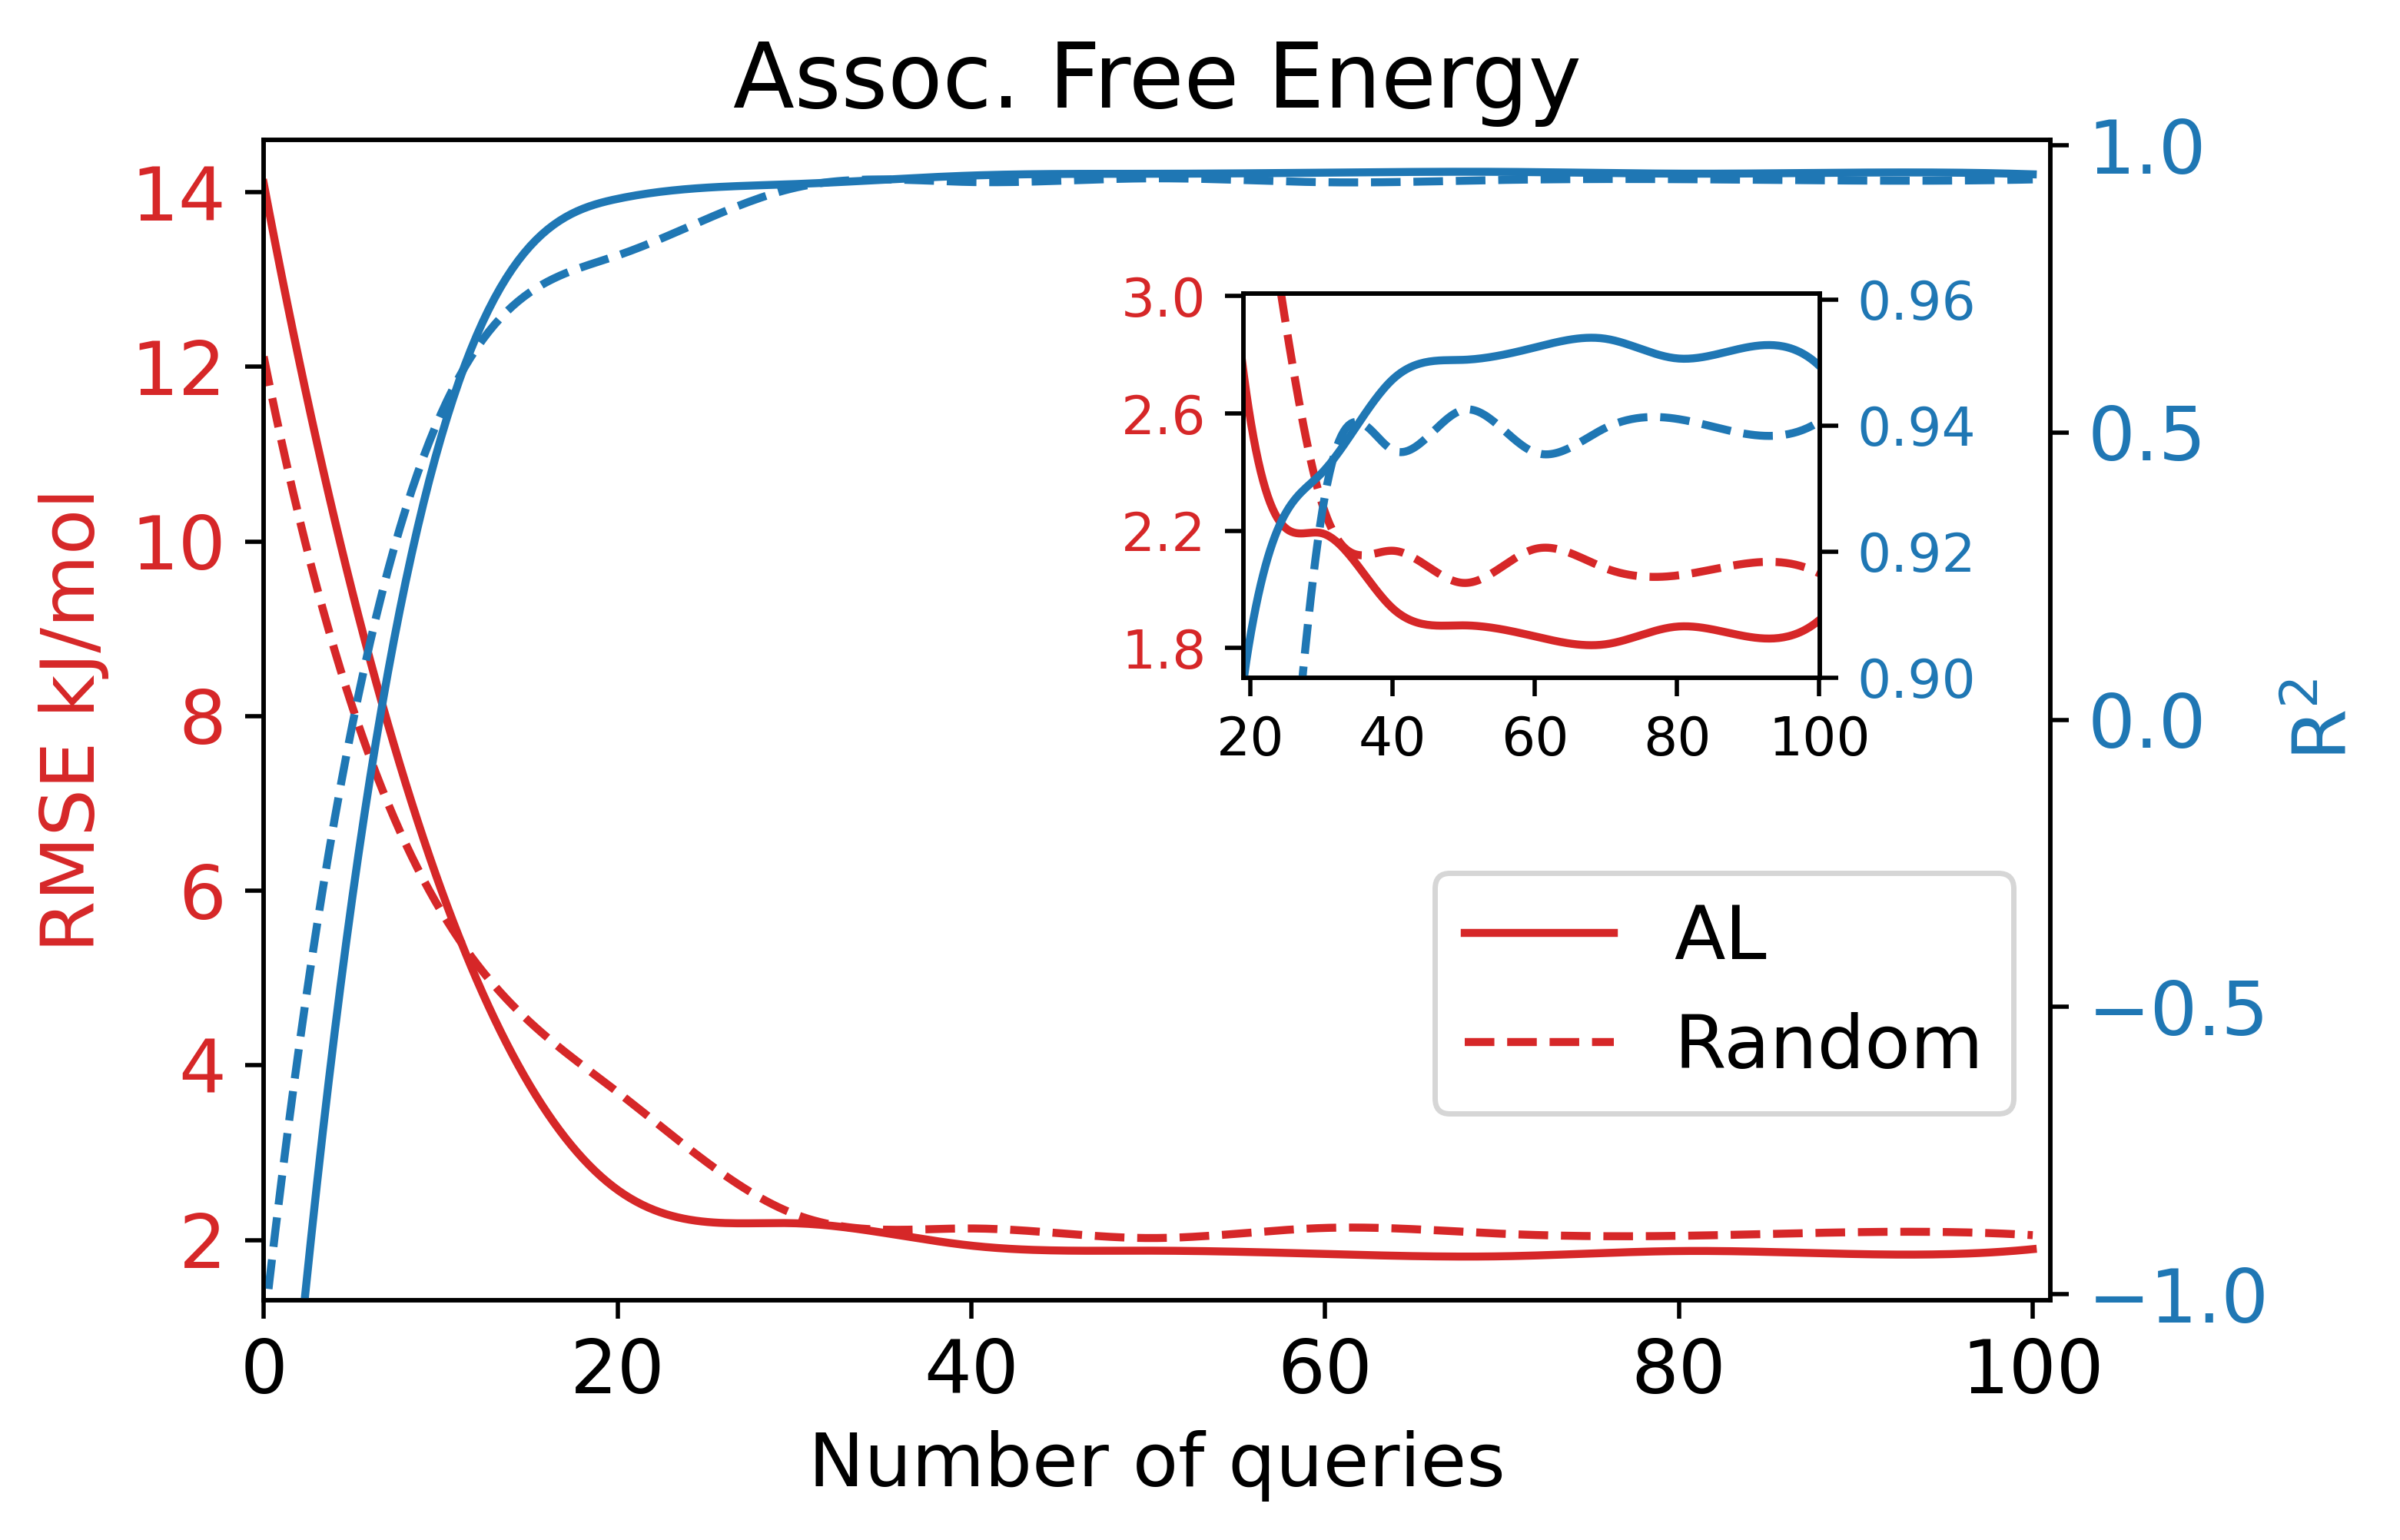 Assoc. Free Energy
RMSE kJ/mol
14
12
10
8
6
4
2
1.0
0.5
0.0
−0.5
−1.0
R²
3.0
2.6
2.2
1.8
0.96
0.94
0.92
0.90
20 40 60 80 100
AL
Random
0 20 40 60 80 100
Number of queries